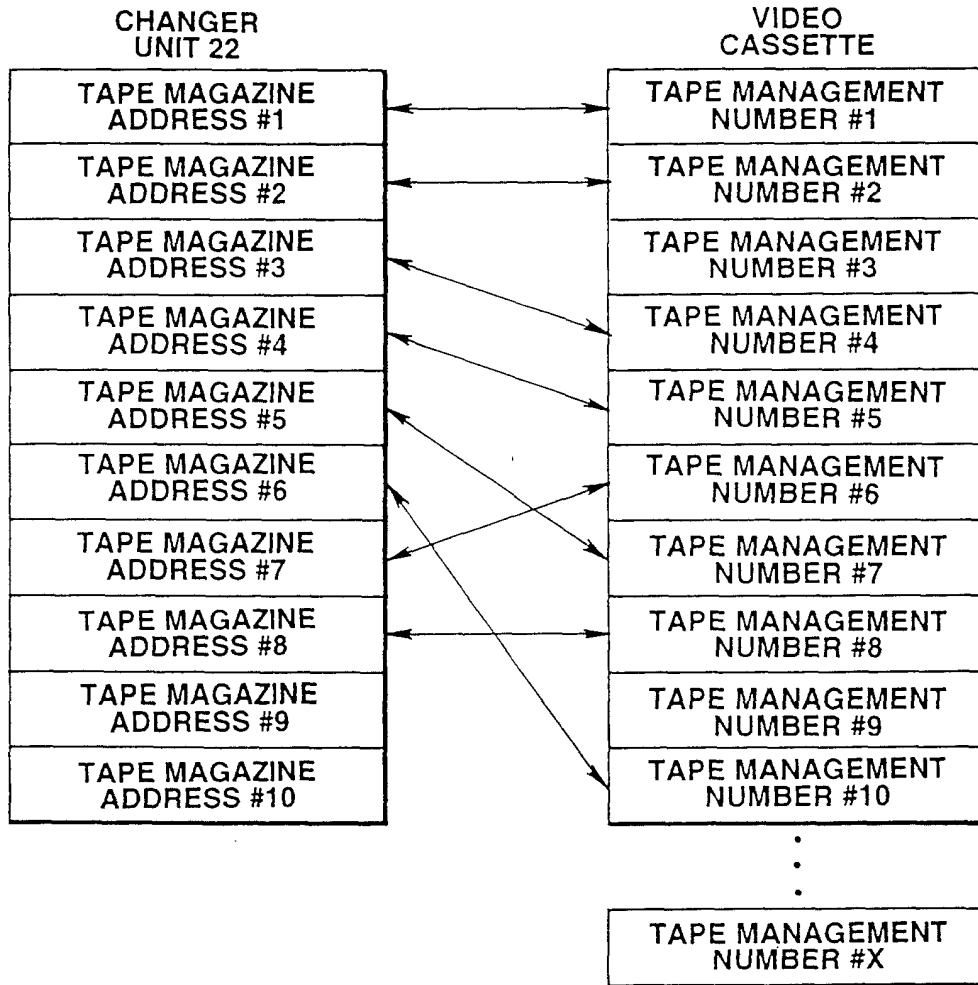 CHANGER
UNIT 22
TAPE MAGAZINE
ADDRESS #1
TAPE MAGAZINE
ADDRESS #2
TAPE MAGAZINE
ADDRESS #3
TAPE MAGAZINE
ADDRESS #4
TAPE MAGAZINE
ADDRESS #5
TAPE MAGAZINE
ADDRESS #6
TAPE MAGAZINE
ADDRESS #7
TAPE MAGAZINE
ADDRESS #8
TAPE MAGAZINE
ADDRESS #9
TAPE MAGAZINE
ADDRESS #10
VIDEO
CASSETTE
TAPE MANAGEMENT
NUMBER #1
TAPE MANAGEMENT
NUMBER #2
TAPE MANAGEMENT
NUMBER #3
TAPE MANAGEMENT
NUMBER #4
TAPE MANAGEMENT
NUMBER #5
TAPE MANAGEMENT
NUMBER #6
TAPE MANAGEMENT
NUMBER #7
TAPE MANAGEMENT
NUMBER #8
TAPE MANAGEMENT
NUMBER #9
TAPE MANAGEMENT
NUMBER #10
TAPE MANAGEMENT
NUMBER #X